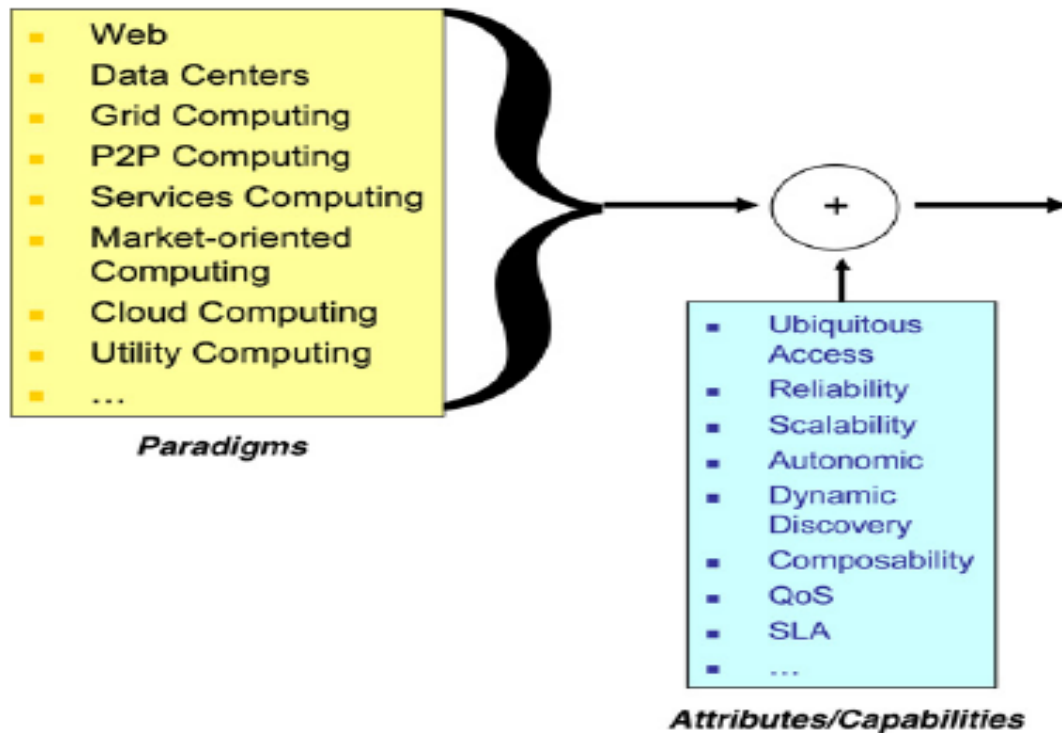 Web
Data Centers
Grid Computing
P2P Computing
Services Computing
Market-oriented
Computing
Cloud Computing
Utility Computing
...
Paradigms
+
Ubiquitous
Access
Reliability
Scalability
Autonomic
Dynamic
Discovery
Composability
QoS
SLA
...
Attributes/Capabilities